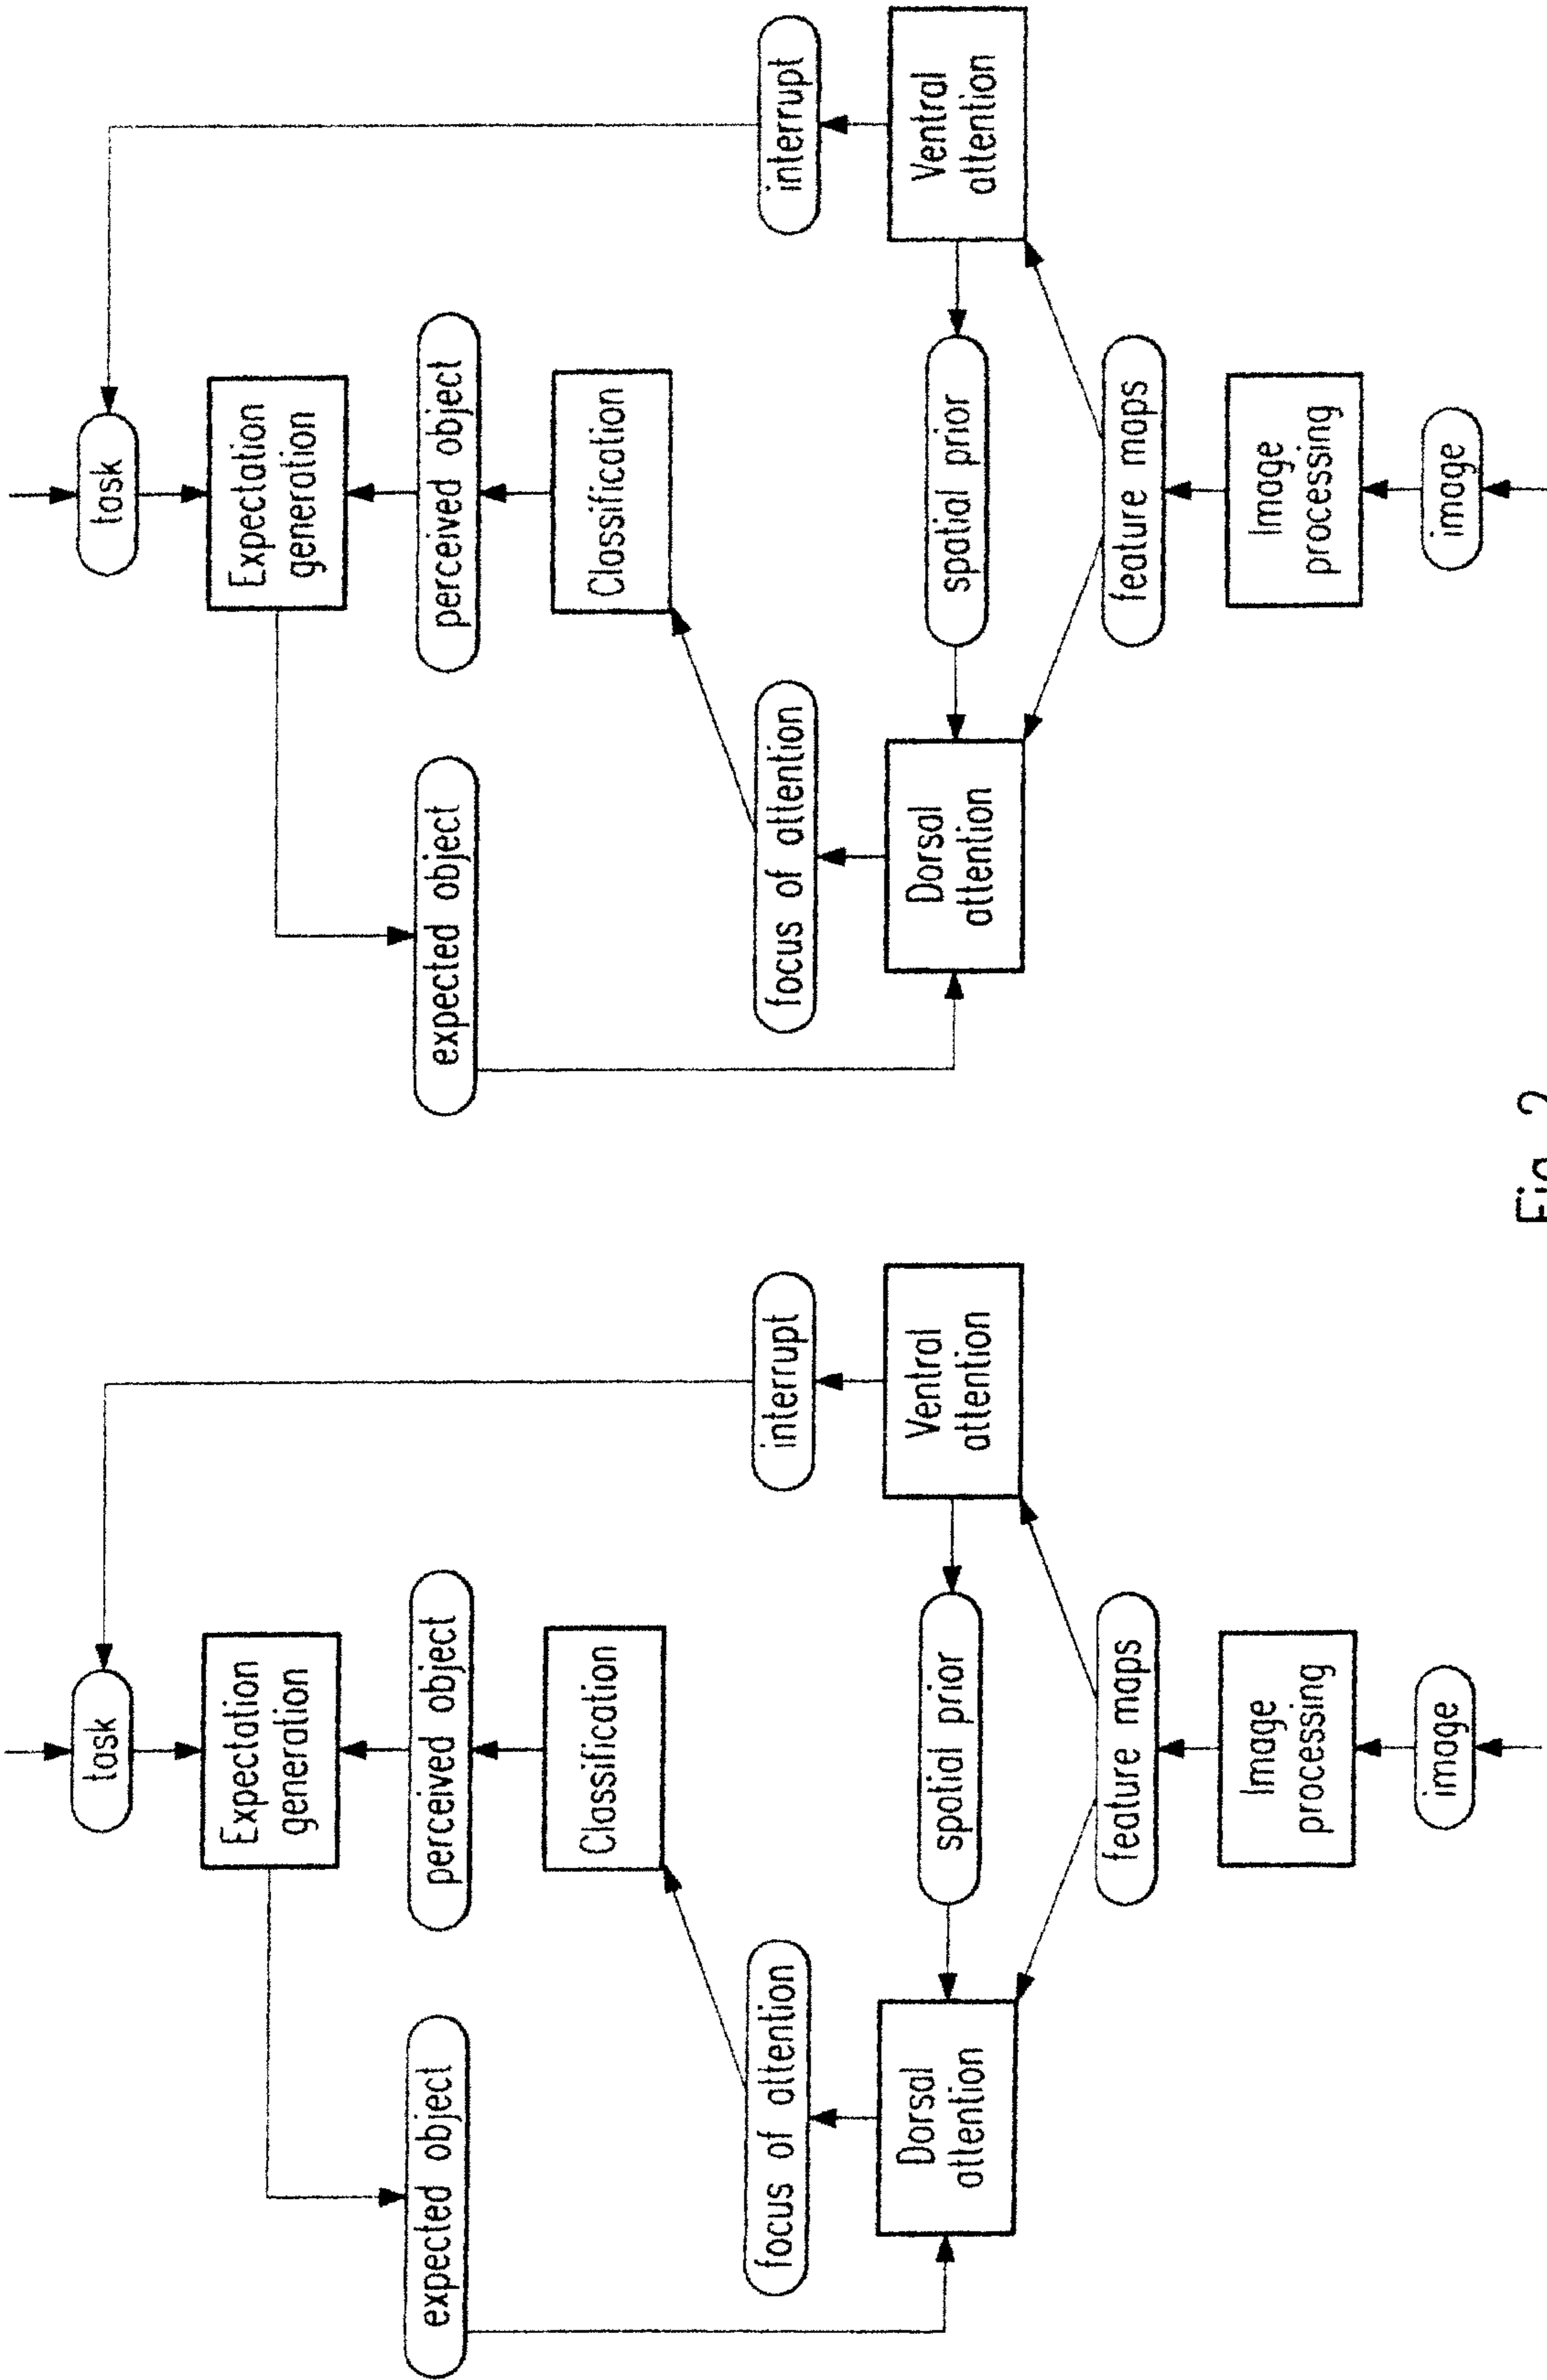 task
Expectation
generation
expected object
perceived object
Classification
focus of attention
interrupt
Dorsal
attention
spatial prior
Ventral
attention
feature maps
Image
processing
image
task
Expectation
generation
expected object
perceived object
Classification
focus of attention
interrupt
Dorsal
attention
spatial prior
Ventral
attention
feature maps
Image
processing
image
Fig. 2